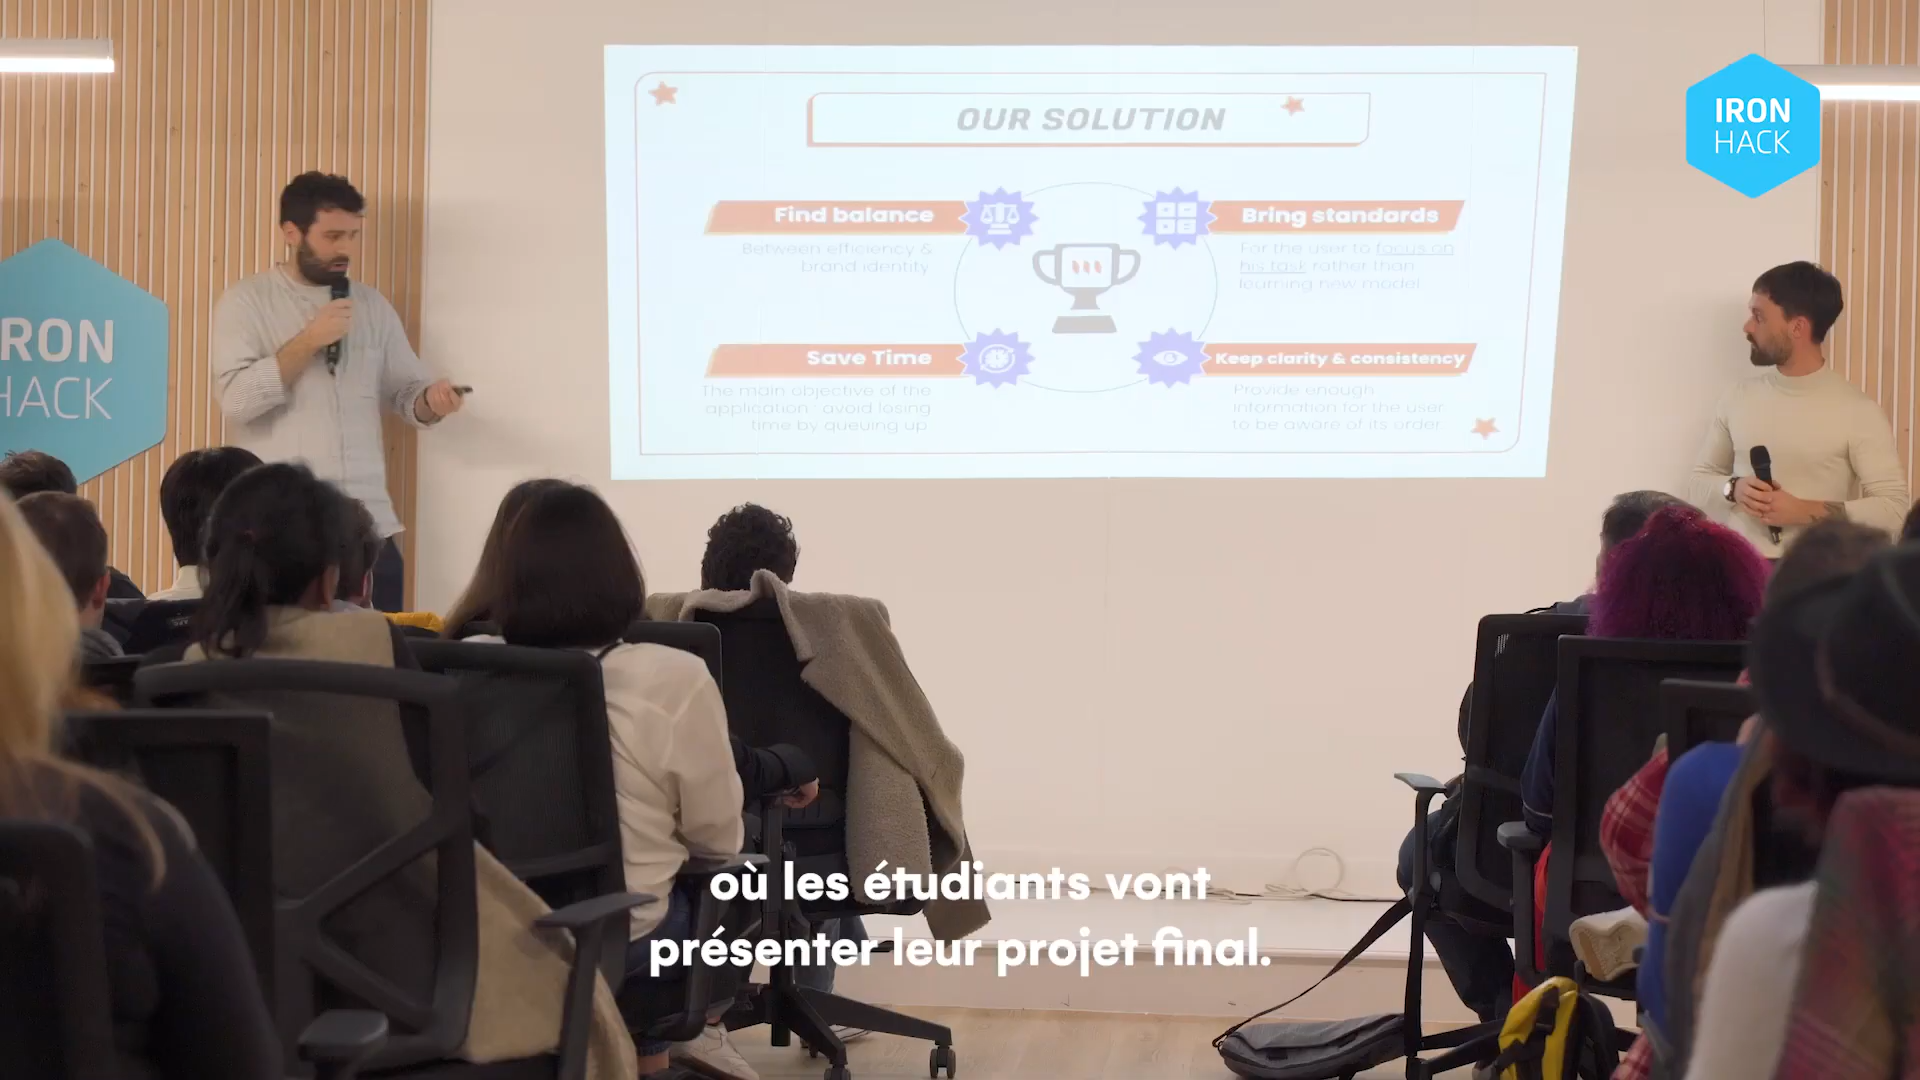 OUR SOLUTION
IRON
HACK
Find balance
Between efficiency &
brand identity
Bring standards
For the user to focus on
his task rather than
learning new model
Save Time
The main objective of the
application : avoid losing
time by queuing up
Keep clarity & consistency
Provide enough
information for the user
to be aware of its order
IRON
HACK
où les étudiants vont
présenter leur projet final.